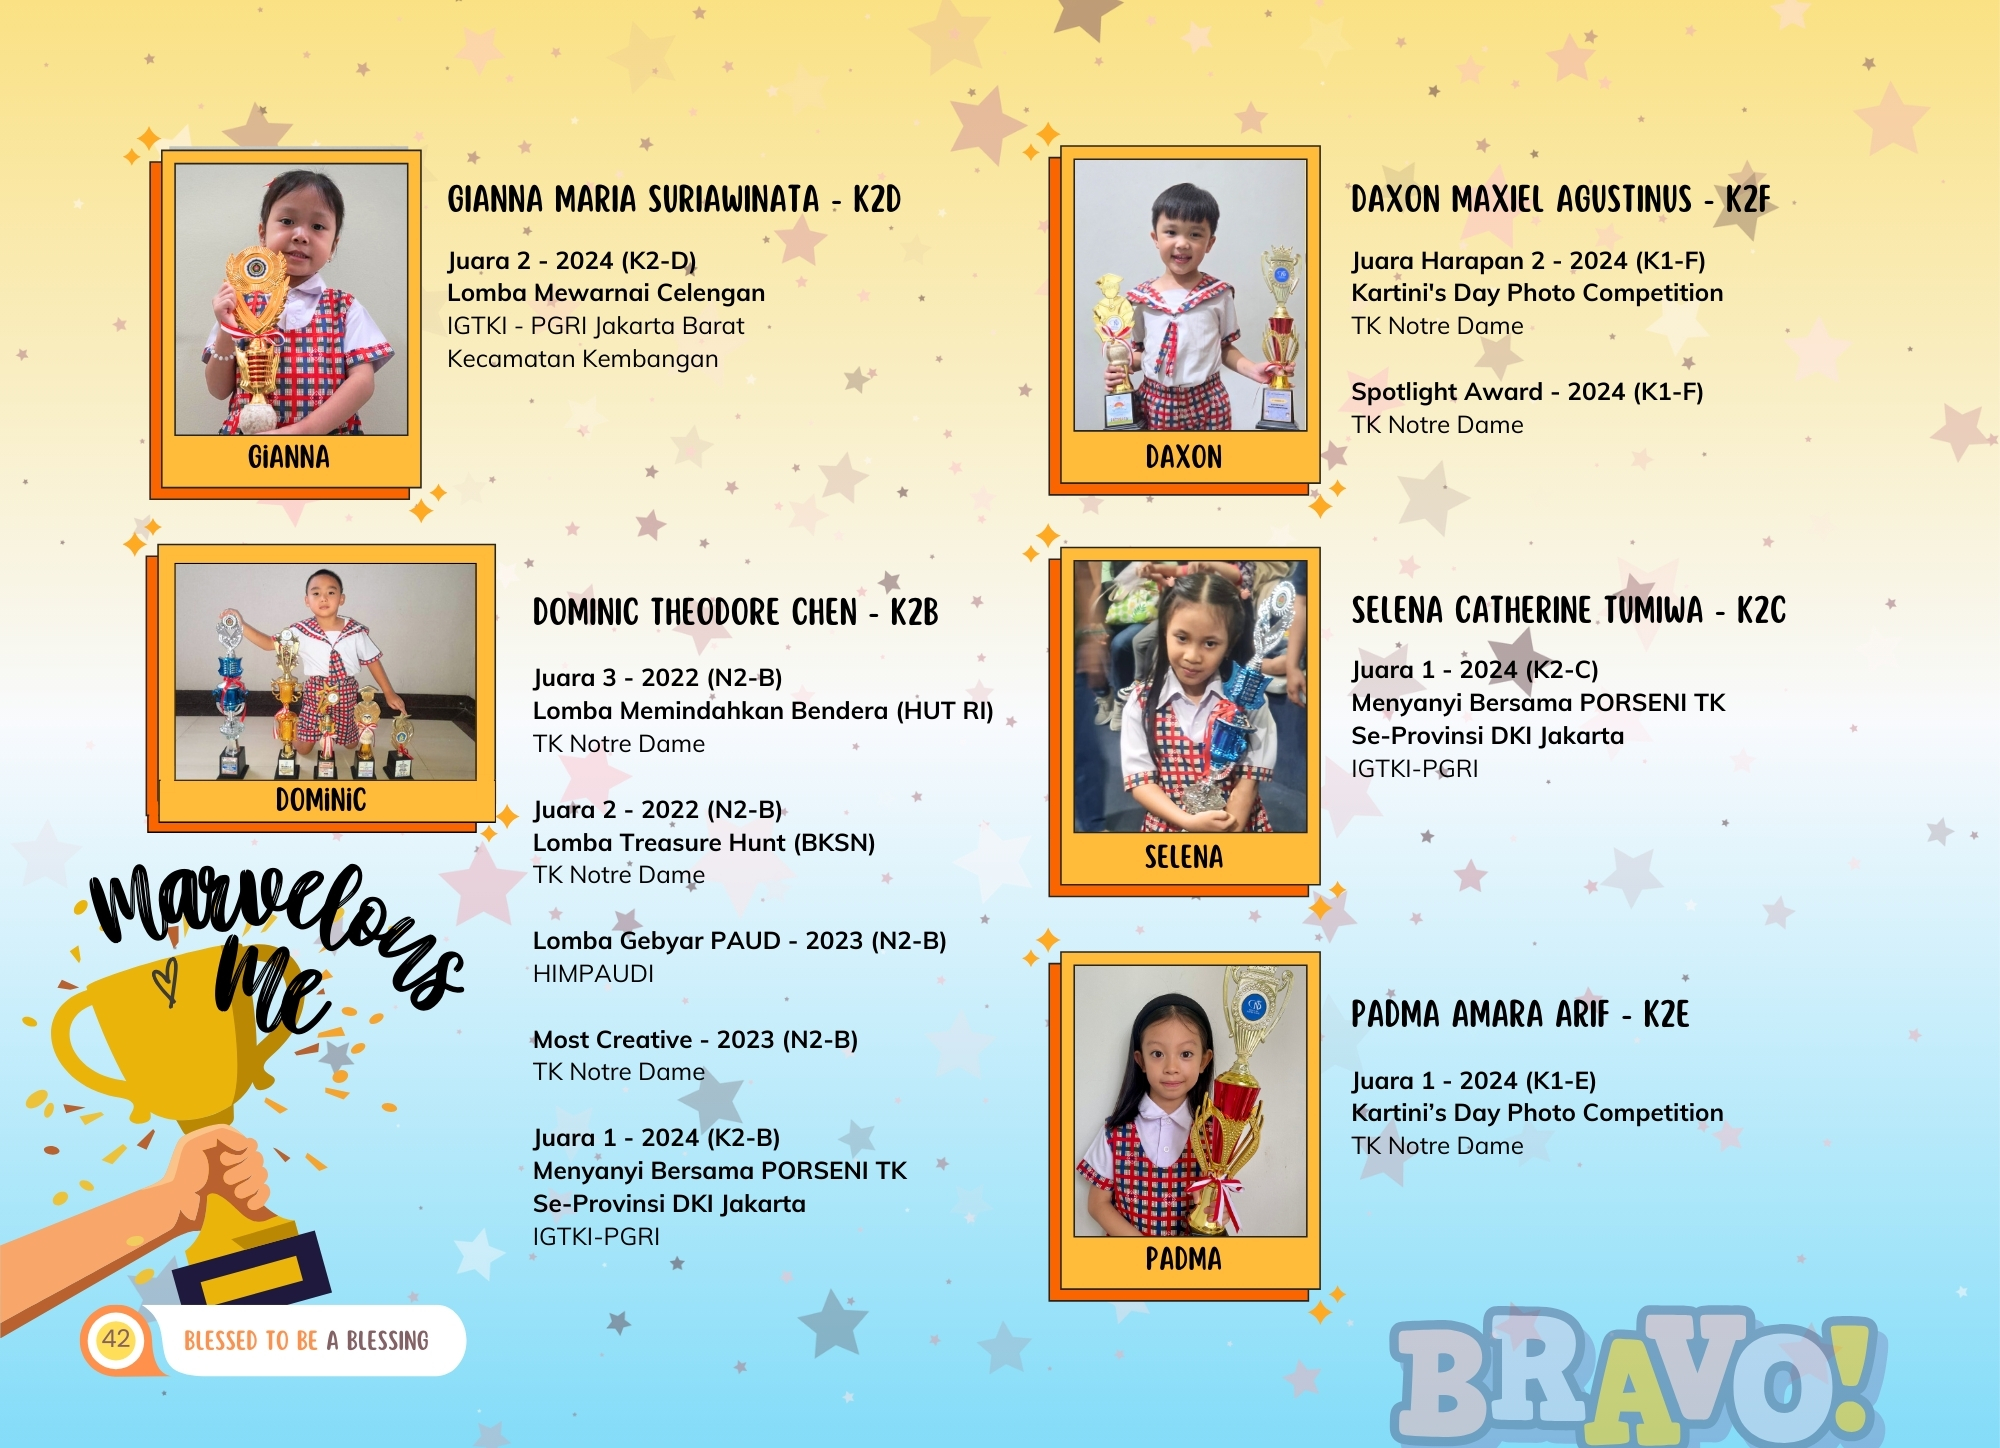 GiANNA
GIANNA MARIA SURIAWINATA - K2D
Juara 2 - 2024 (K2-D)
Lomba Mewarnai Celengan
IGTKI - PGRI Jakarta Barat
Kecamatan Kembangan
DOMiNiC
DOMINIC THEODORE CHEN - K2B
Juara 3 - 2022 (N2-B)
Lomba Memindahkan Bendera (HUT RI)
TK Notre Dame
Juara 2 - 2022 (N2-B)
Lomba Treasure Hunt (BKSN)
TK Notre Dame
Lomba Gebyar PAUD - 2023 (N2-B)
HIMPAUDI
Most Creative - 2023 (N2-B)
TK Notre Dame
Juara 1 - 2024 (K2-B)
Menyanyi Bersama PORSENI TK
Se-Provinsi DKI Jakarta
IGTKI-PGRI
Marvelous
Me
42
BLESSED TO BE A BLESSING
DAXON
DAXON MAXIEL AGUSTINUS - K2F
Juara Harapan 2 - 2024 (K1-F)
Kartini's Day Photo Competition
TK Notre Dame
Spotlight Award - 2024 (K1-F)
TK Notre Dame
SELENA
SELENA CATHERINE TUMIWA - K2C
Juara 1 - 2024 (K2-C)
Menyanyi Bersama PORSENI TK
Se-Provinsi DKI Jakarta
IGTKI-PGRI
PADMA
PADMA AMARA ARIF - K2E
Juara 1 - 2024 (K1-E)
Kartini’s Day Photo Competition
TK Notre Dame
BRAVO!